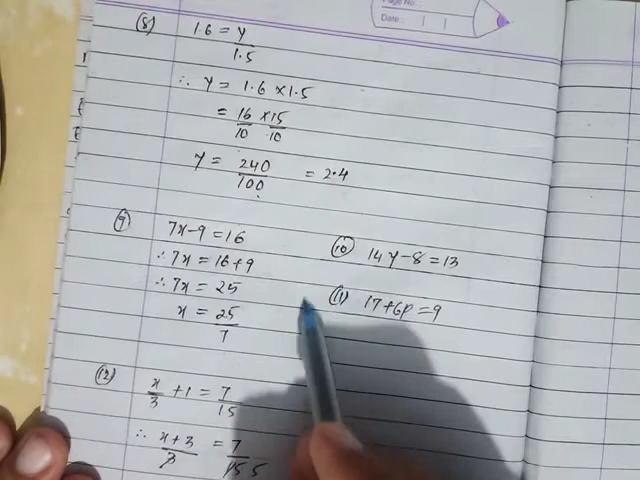 Page No.:
Date:
(8) 1.6 = y/1.5
∴ y = 1.6 × 1.5
= 16/10 × 15/10
y = 240/100 = 2.4
(9) 7x - 9 = 16
∴ 7x = 16 + 9
∴ 7x = 25
x = 25/7
(10) 14y - 8 = 13
(11) 17 + 6p = 9
(12) x/3 + 1 = 7/15
∴ x + 3/3 = 7/15 5